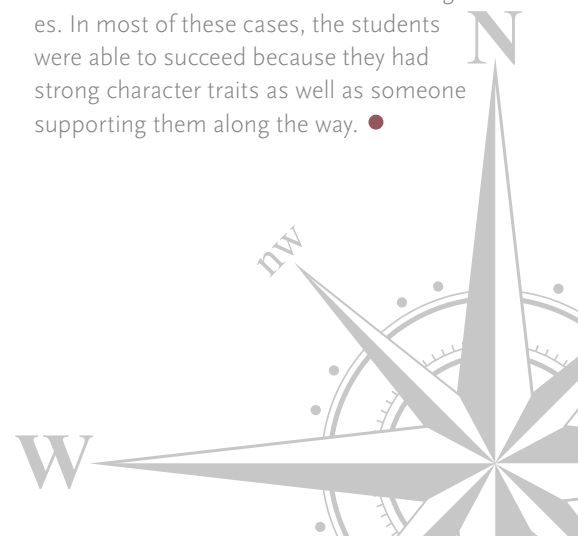 es. In most of these cases, the students
were able to succeed because they had
strong character traits as well as someone
supporting them along the way.
N
nw
W